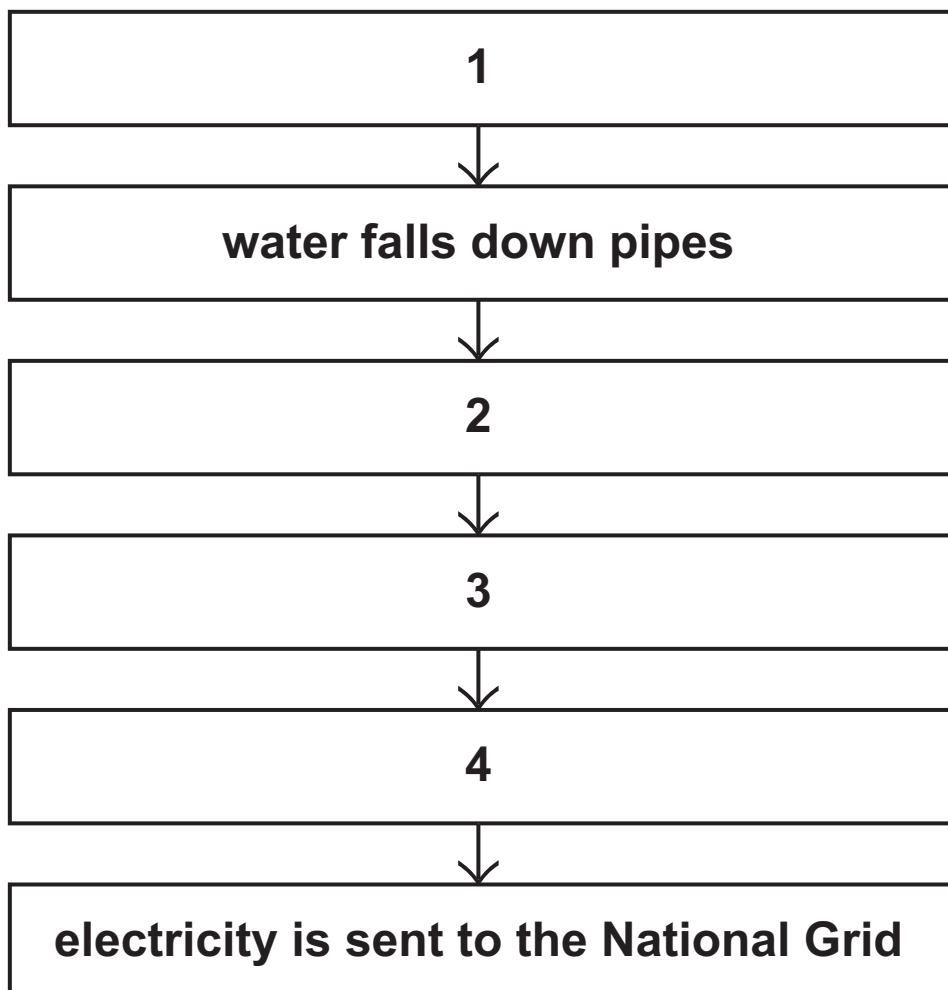 1
water falls down pipes
2
3
4
electricity is sent to the National Grid